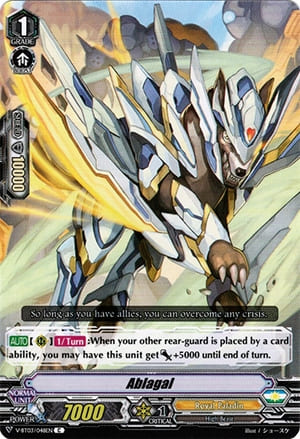 1
GRADE
BOOST
SHIELD 10000
So long as you have allies, you can overcome any crisis.
AUTO 1/Turn :When your other rear-guard is placed by a card
ability, you may have this unit get +5000 until end of turn.
Ablagal
NORMAL
UNIT
POWER 7000
1
Royal Paladin
High Beast
V-BT03/048EN C